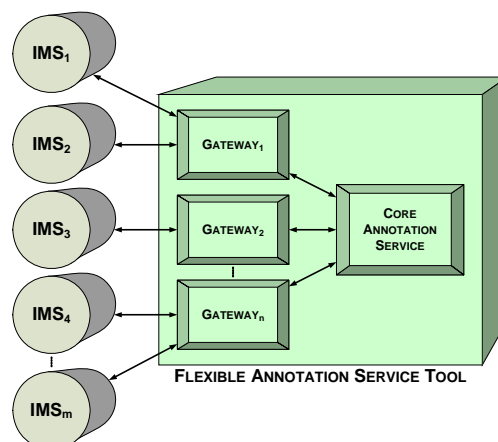 IMS1
IMS2
IMS3
IMS4
IMSm
GATEWAY1
GATEWAY2
GATEWAYn
CORE
ANNOTATION
SERVICE
FLEXIBLE ANNOTATION SERVICE TOOL